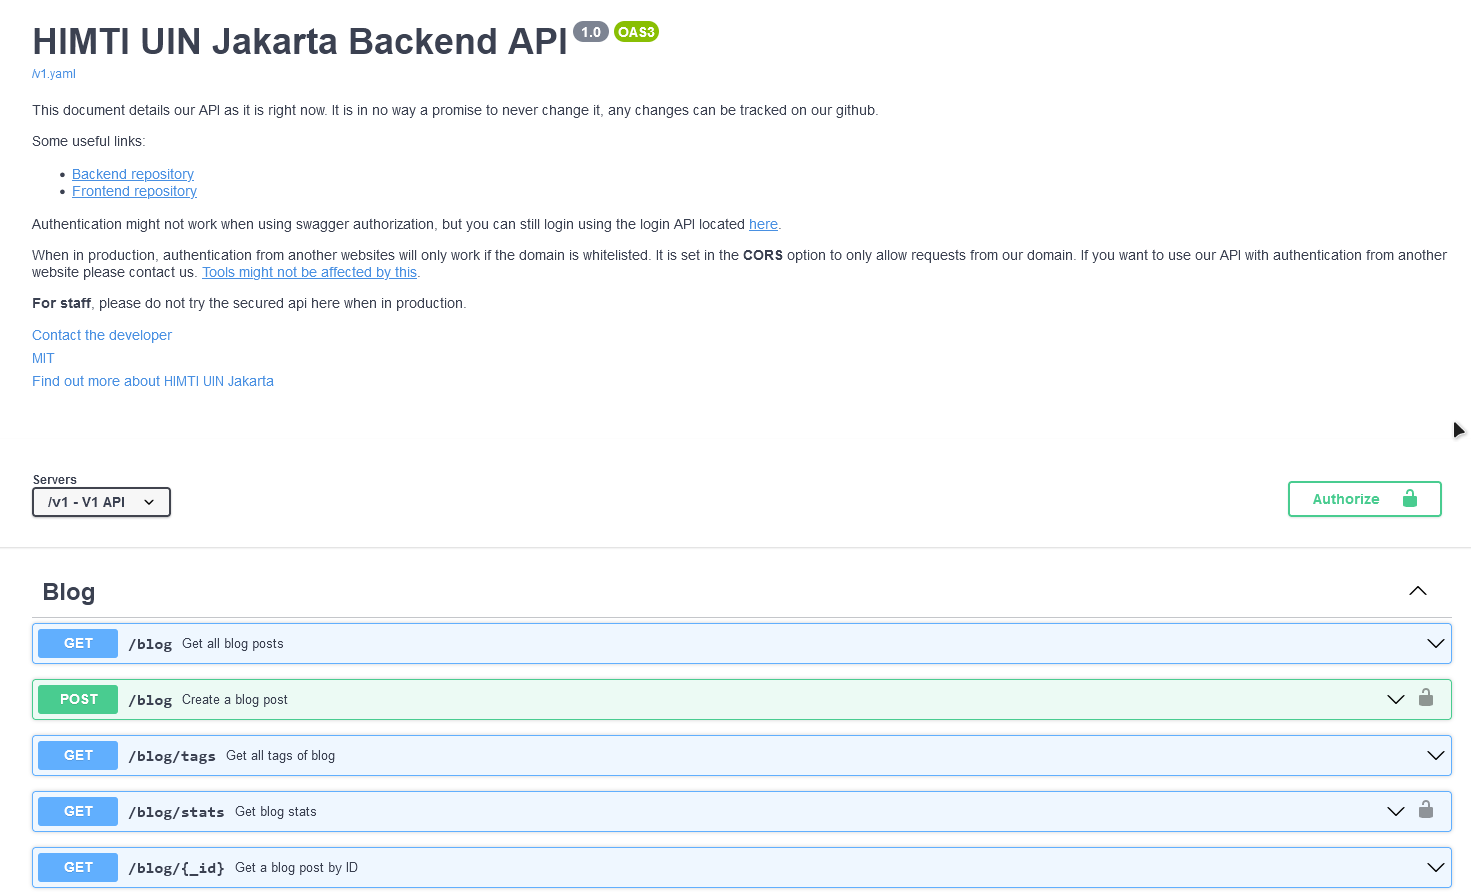 HIMTI UIN Jakarta Backend API 1.0 OAS3
/v1.yaml
This document details our API as it is right now. It is in no way a promise to never change it, any changes can be tracked on our github.
Some useful links:
• Backend repository
• Frontend repository
Authentication might not work when using swagger authorization, but you can still login using the login API located here.
When in production, authentication from another websites will only work if the domain is whitelisted. It is set in the CORS option to only allow requests from our domain. If you want to use our API with authentication from another
website please contact us. Tools might not be affected by this.
For staff, please do not try the secured api here when in production.
Contact the developer
MIT
Find out more about HIMTI UIN Jakarta
Servers
/v1 - V1 API
Authorize
Blog
GET /blog Get all blog posts
POST /blog Create a blog post
GET /blog/tags Get all tags of blog
GET /blog/stats Get blog stats
GET /blog/{_id} Get a blog post by ID